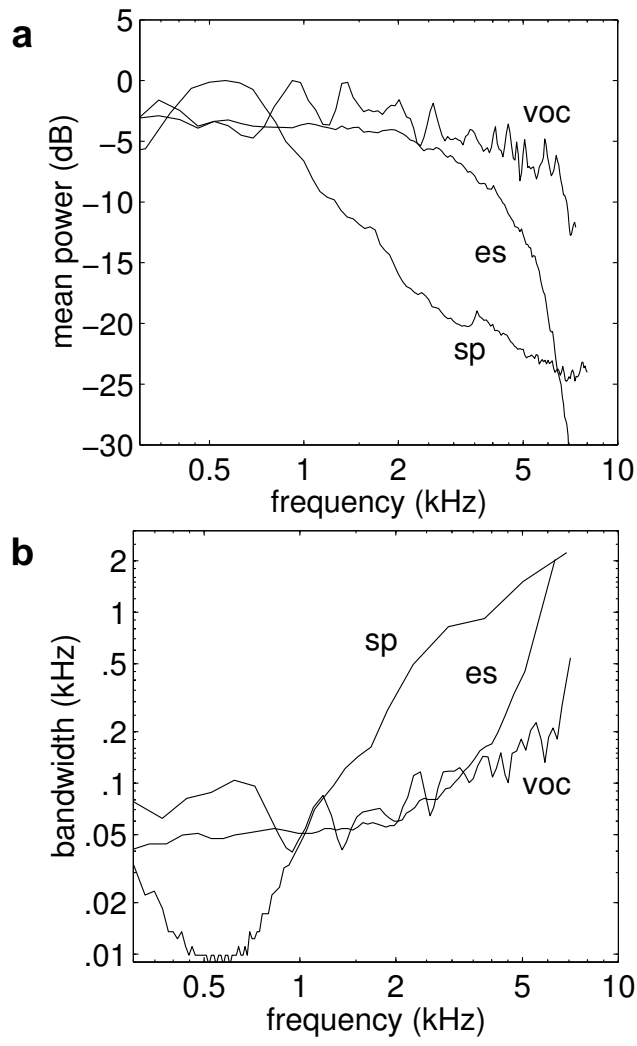 a
5
0
−5
−10
−15
−20
−25
−30
mean power (dB)
voc
es
sp
0.5 1 2 5 10
frequency (kHz)
b
2
1
.5
.2
.1
.05
.02
.01
bandwidth (kHz)
sp
es
voc
0.5 1 2 5 10
frequency (kHz)